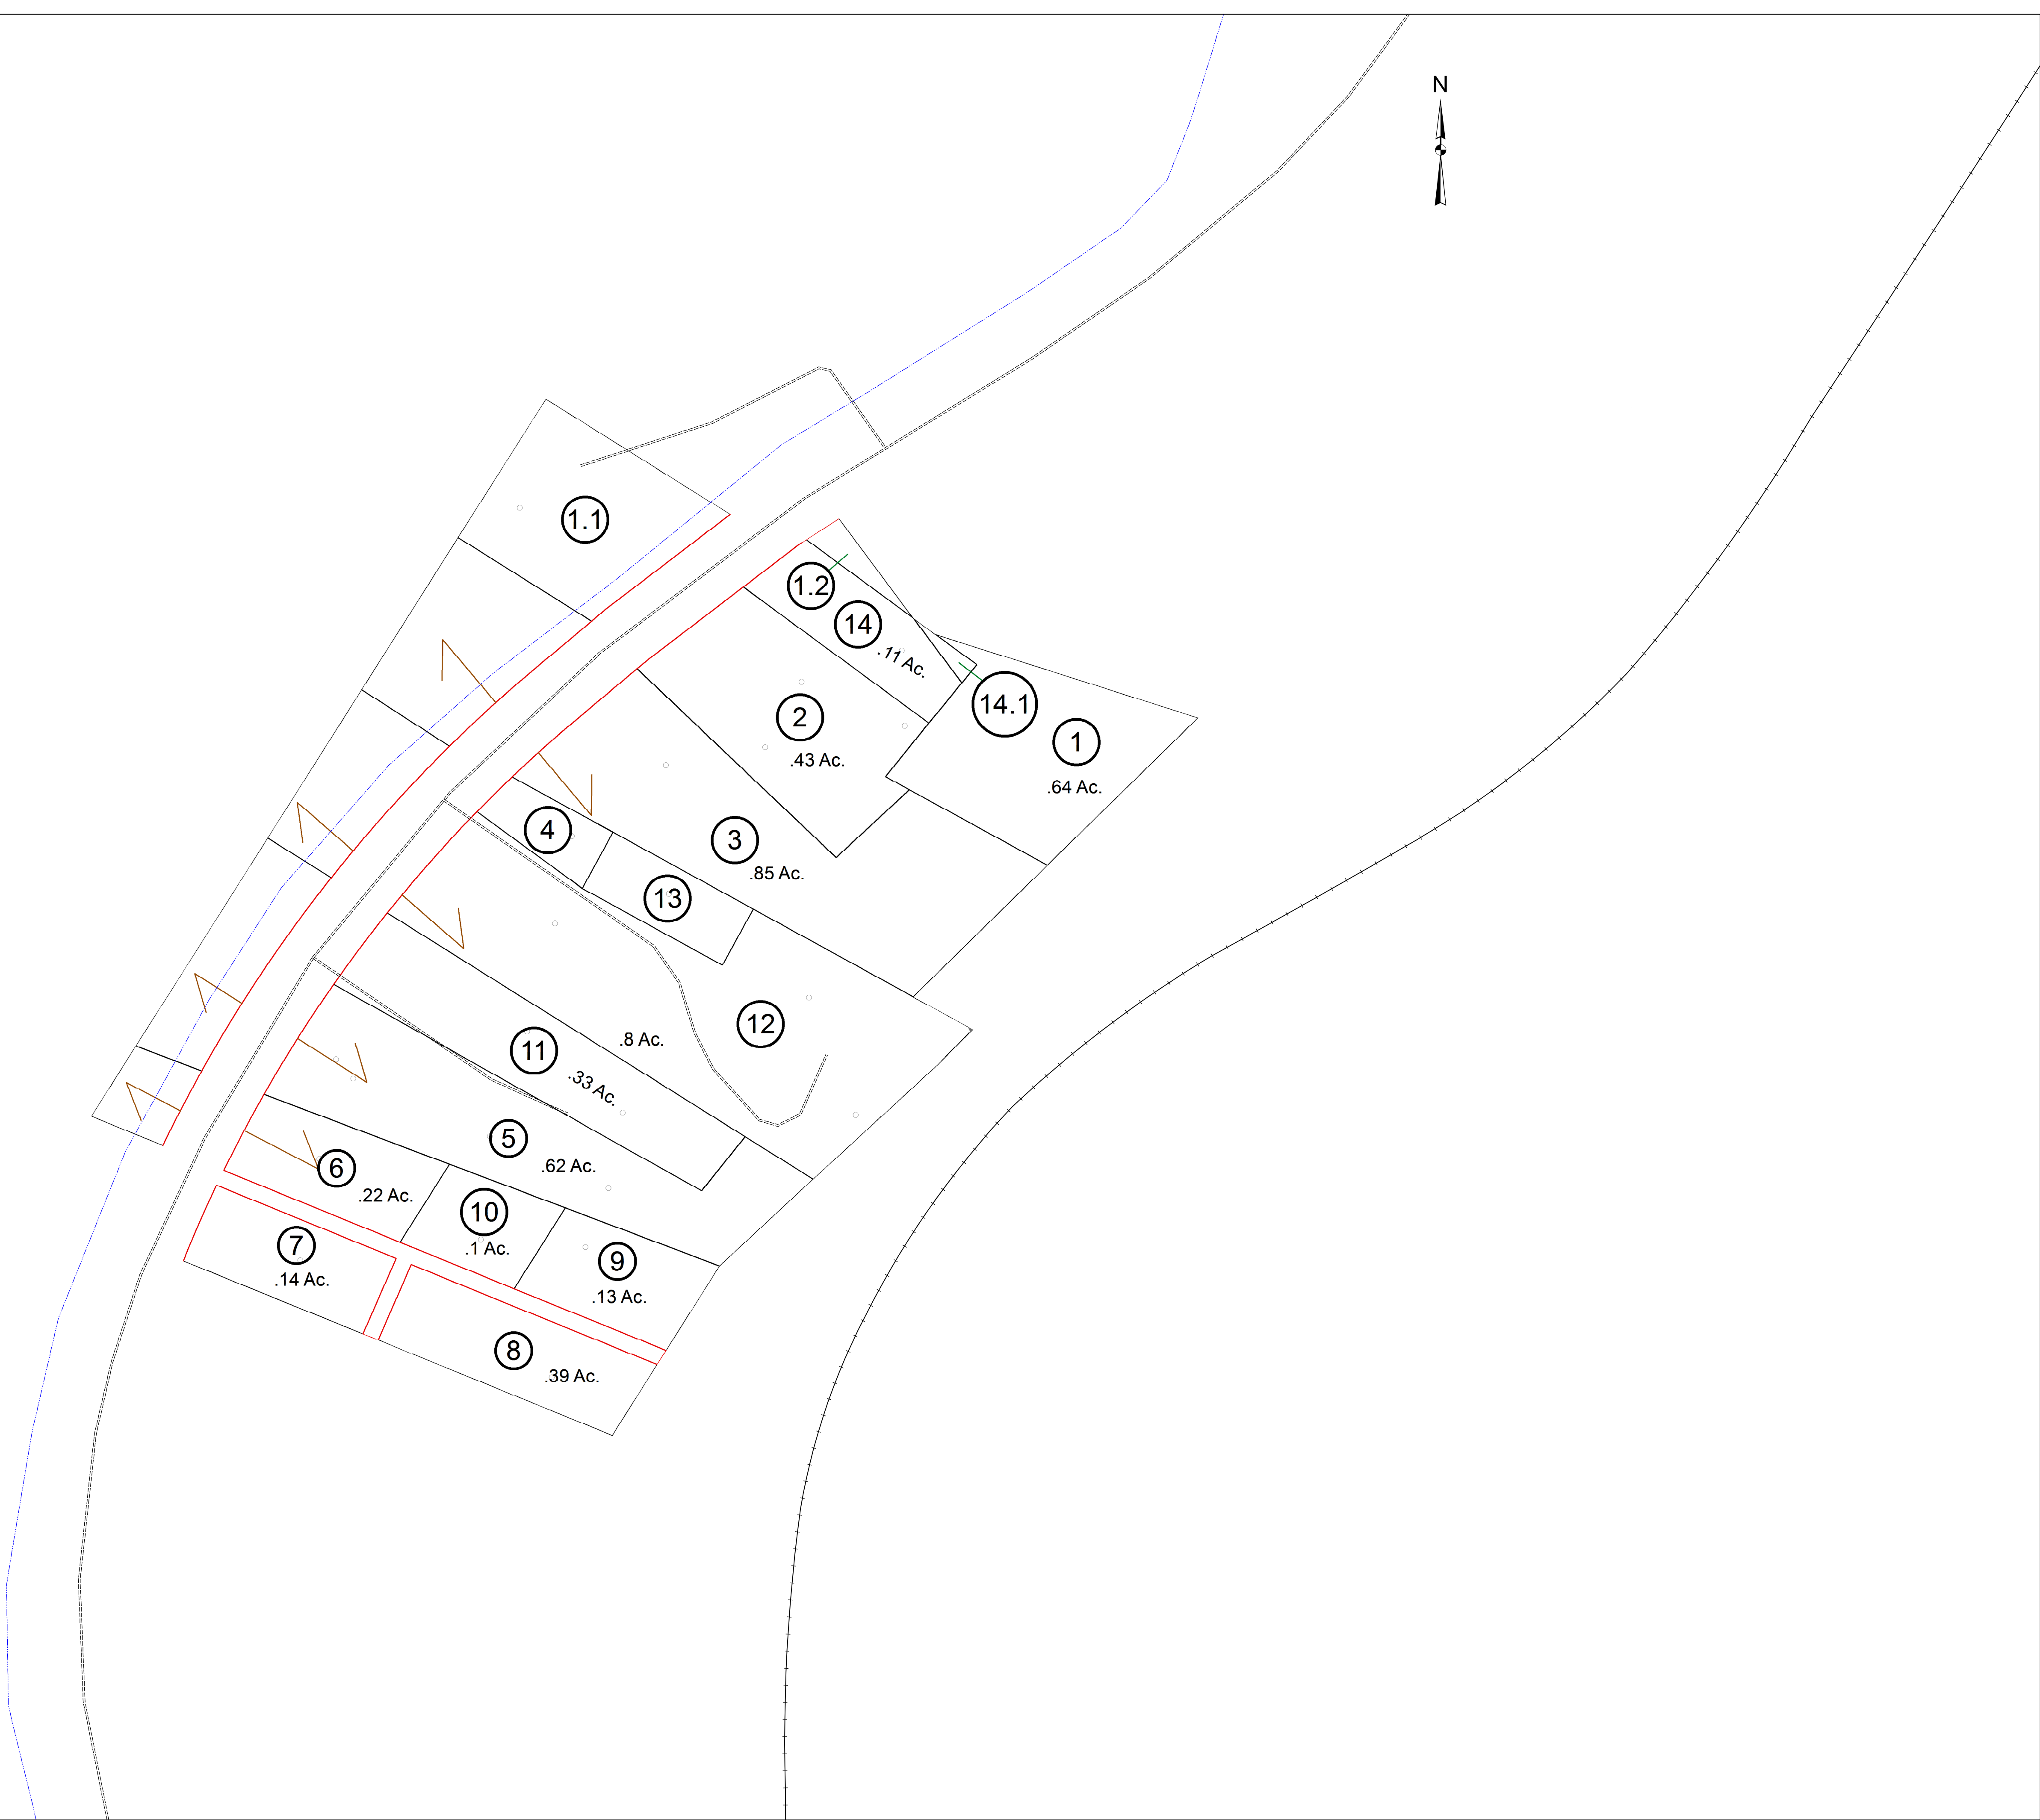 N
1.1
1.2
14
.11 Ac.
14.1
2
1
.43 Ac.
.64 Ac.
4
3
.85 Ac.
13
12
.8 Ac.
11
.33 Ac.
5
.62 Ac.
6
.22 Ac.
10
.1 Ac.
7
.14 Ac.
9
.13 Ac.
8
.39 Ac.